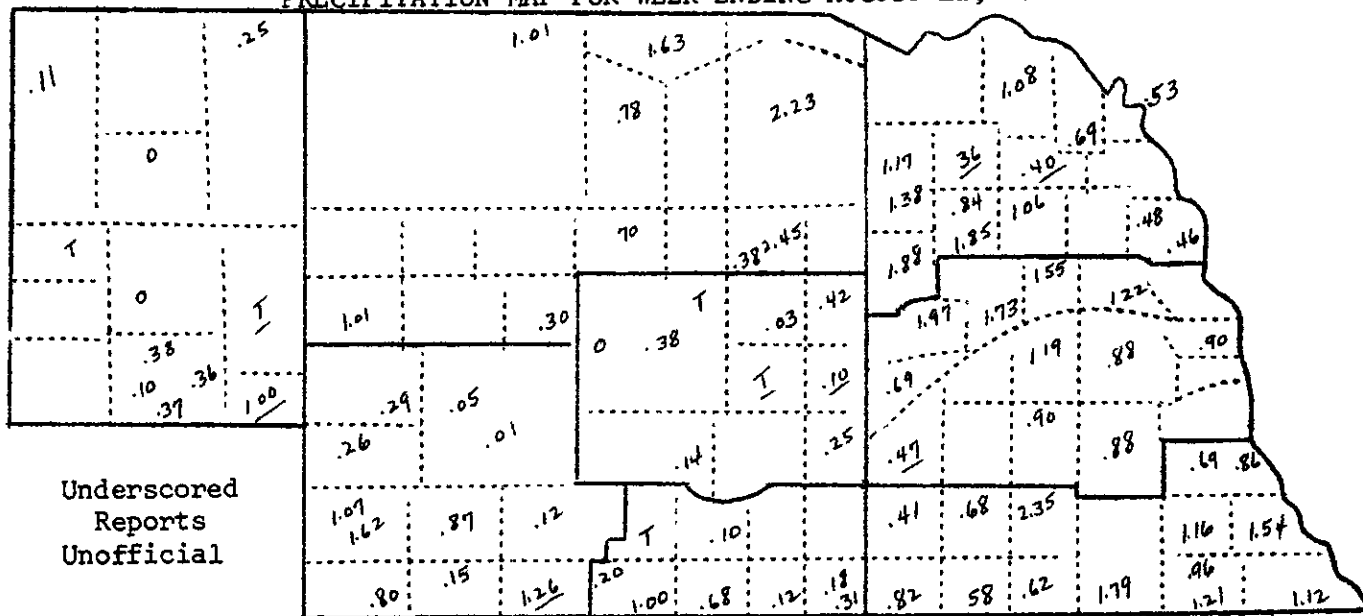 .25 1.01 1.63
.11 .78 2.23 1.08 .53
0 1.17 .36 .40 .69
1.38 .84 1.06 .48
T 70 .38 2.45 1.88 1.85 .46
0 T T .42 1.55 1.22
1.01 .30 0 .38 .03 1.97 1.73 .90
.38 1.19 .88
.10 .36 T .10 .69
.37 1.00 .29 .05 .90
.26 .01 .14 .25 .47 .88
.69 .86
Underscored
Reports
Unofficial
1.07 .87 .12 T .10 .41 .68 2.35 1.16 1.54
1.62
.80 .15 1.26 .20 1.00 .68 .12 .18 .82 58 .62 1.79 .96 1.12
.31 1.21